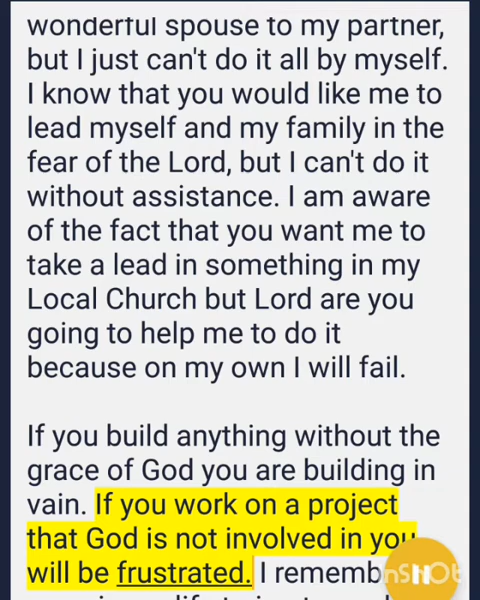 wonderful spouse to my partner,
but I just can't do it all by myself.
I know that you would like me to
lead myself and my family in the
fear of the Lord, but I can't do it
without assistance. I am aware
of the fact that you want me to
take a lead in something in my
Local Church but Lord are you
going to help me to do it
because on my own I will fail.
If you build anything without the
grace of God you are building in
vain. If you work on a project
that God is not involved in you
will be frustrated. I rememb